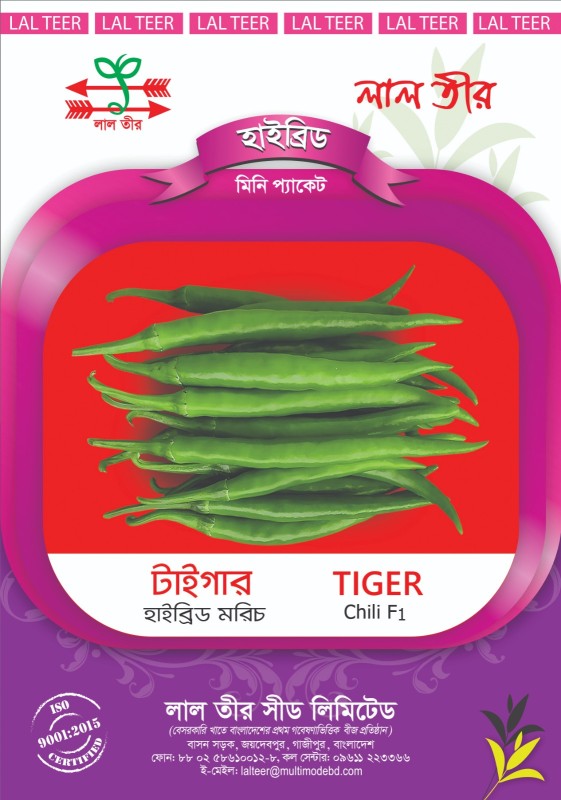 LAL TEER LAL TEER LAL TEER LAL TEER LAL TEER LAL TEER
লাল তীর
লাল তীর
হাইব্রিড
মিনি প্যাকেট
টাইগার TIGER
হাইব্রিড মরিচ Chili F1
লাল তীর সীড লিমিটেড
(বেসরকারি খাতে বাংলাদেশের প্রথম গবেষণাভিত্তিক বীজ প্রতিষ্ঠান)
বাসন সড়ক, জয়দেবপুর, গাজীপুর, বাংলাদেশ
ফোন: ৮৮ ০২ ৫৮৬১০০১২-৮, কল সেন্টার: ০৯৬১১ ২২৩৩৬৬
ই-মেইল: lalteer@multimodebd.com
ISO
9001:2015
CERTIFIED